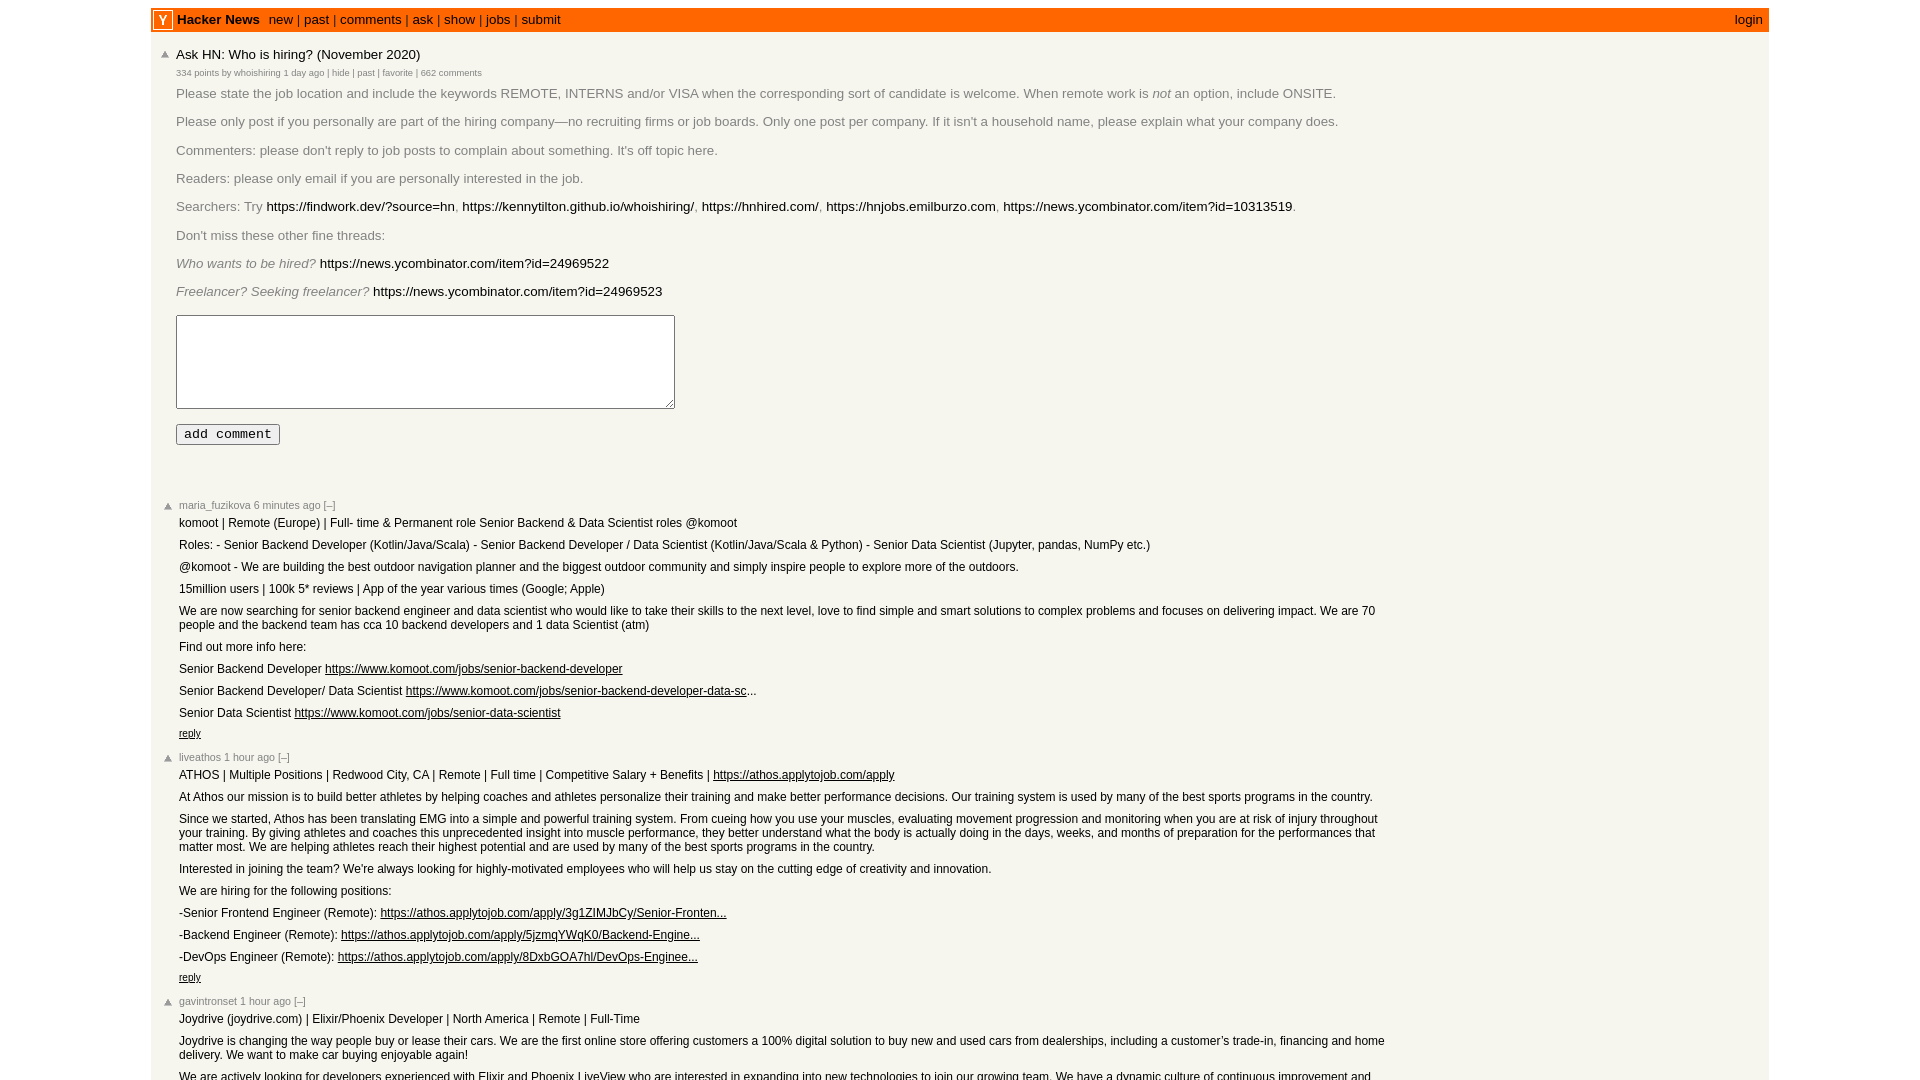 Y Hacker News new | past | comments | ask | show | jobs | submit login
Ask HN: Who is hiring? (November 2020)
334 points by whoishiring 1 day ago | hide | past | favorite | 662 comments
Please state the job location and include the keywords REMOTE, INTERNS and/or VISA when the corresponding sort of candidate is welcome. When remote work is not an option, include ONSITE.
Please only post if you personally are part of the hiring company—no recruiting firms or job boards. Only one post per company. If it isn't a household name, please explain what your company does.
Commenters: please don't reply to job posts to complain about something. It's off topic here.
Readers: please only email if you are personally interested in the job.
Searchers: Try https://findwork.dev/?source=hn, https://kennytilton.github.io/whoishiring/, https://hnhired.com/, https://hnjobs.emilburzo.com, https://news.ycombinator.com/item?id=10313519.
Don't miss these other fine threads:
Who wants to be hired? https://news.ycombinator.com/item?id=24969522
Freelancer? Seeking freelancer? https://news.ycombinator.com/item?id=24969523
add comment
maria_fuzikova 6 minutes ago [–]
komoot | Remote (Europe) | Full- time & Permanent role Senior Backend & Data Scientist roles @komoot
Roles: - Senior Backend Developer (Kotlin/Java/Scala) - Senior Backend Developer / Data Scientist (Kotlin/Java/Scala & Python) - Senior Data Scientist (Jupyter, pandas, NumPy etc.)
@komoot - We are building the best outdoor navigation planner and the biggest outdoor community and simply inspire people to explore more of the outdoors.
15million users | 100k 5* reviews | App of the year various times (Google; Apple)
We are now searching for senior backend engineer and data scientist who would like to take their skills to the next level, love to find simple and smart solutions to complex problems and focuses on delivering impact. We are 70
people and the backend team has cca 10 backend developers and 1 data Scientist (atm)
Find out more info here:
Senior Backend Developer https://www.komoot.com/jobs/senior-backend-developer
Senior Backend Developer/ Data Scientist https://www.komoot.com/jobs/senior-backend-developer-data-sc...
Senior Data Scientist https://www.komoot.com/jobs/senior-data-scientist
reply
liveathos 1 hour ago [–]
ATHOS | Multiple Positions | Redwood City, CA | Remote | Full time | Competitive Salary + Benefits | https://athos.applytojob.com/apply
At Athos our mission is to build better athletes by helping coaches and athletes personalize their training and make better performance decisions. Our training system is used by many of the best sports programs in the country.
Since we started, Athos has been translating EMG into a simple and powerful training system. From cueing how you use your muscles, evaluating movement progression and monitoring when you are at risk of injury throughout
your training. By giving athletes and coaches this unprecedented insight into muscle performance, they better understand what the body is actually doing in the days, weeks, and months of preparation for the performances that
matter most. We are helping athletes reach their highest potential and are used by many of the best sports programs in the country.
Interested in joining the team? We're always looking for highly-motivated employees who will help us stay on the cutting edge of creativity and innovation.
We are hiring for the following positions:
-Senior Frontend Engineer (Remote): https://athos.applytojob.com/apply/3g1ZIMJbCy/Senior-Fronten...
-Backend Engineer (Remote): https://athos.applytojob.com/apply/5jzmqYWqK0/Backend-Engine...
-DevOps Engineer (Remote): https://athos.applytojob.com/apply/8DxbGOA7hl/DevOps-Enginee...
reply
gavintronset 1 hour ago [–]
Joydrive (joydrive.com) | Elixir/Phoenix Developer | North America | Remote | Full-Time
Joydrive is changing the way people buy or lease their cars. We are the first online store offering customers a 100% digital solution to buy new and used cars from dealerships, including a customer’s trade-in, financing and home
delivery. We want to make car buying enjoyable again!
We are actively looking for developers experienced with Elixir and Phoenix LiveView who are interested in expanding into new technologies to join our growing team. We have a dynamic culture of continuous improvement and